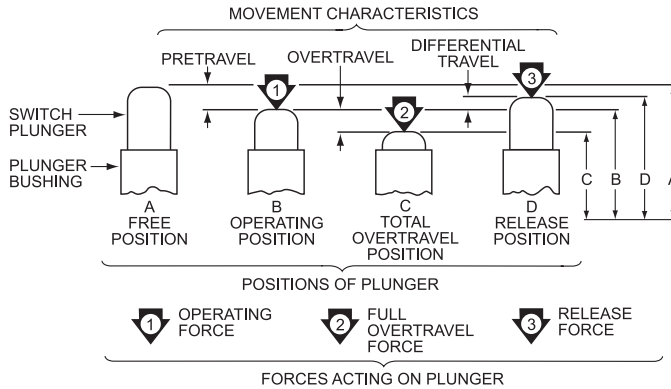 MOVEMENT CHARACTERISTICS
PRETRAVEL
OVERTRAVEL
DIFFERENTIAL
TRAVEL
1
2
3
SWITCH
PLUNGER
PLUNGER
BUSHING
C
B
D
A
A
FREE
POSITION
B
OPERATING
POSITION
C
TOTAL
OVERTRAVEL
POSITION
D
RELEASE
POSITION
POSITIONS OF PLUNGER
1 OPERATING
FORCE
2 FULL
OVERTRAVEL
FORCE
3 RELEASE
FORCE
FORCES ACTING ON PLUNGER